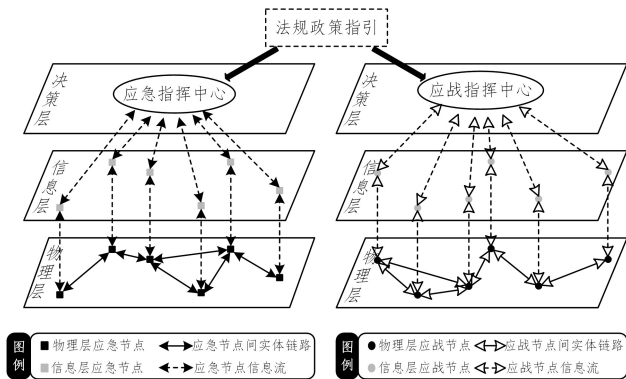 法规政策指引
决策层
应急指挥中心
决策层
应战指挥中心
信息层
信息层
物理层
物理层
图例
物理层应急节点
应急节点间实体链路
信息层应急节点
应急节点信息流
图例
物理层应战节点
应战节点间实体链路
信息层应战节点
应战节点信息流